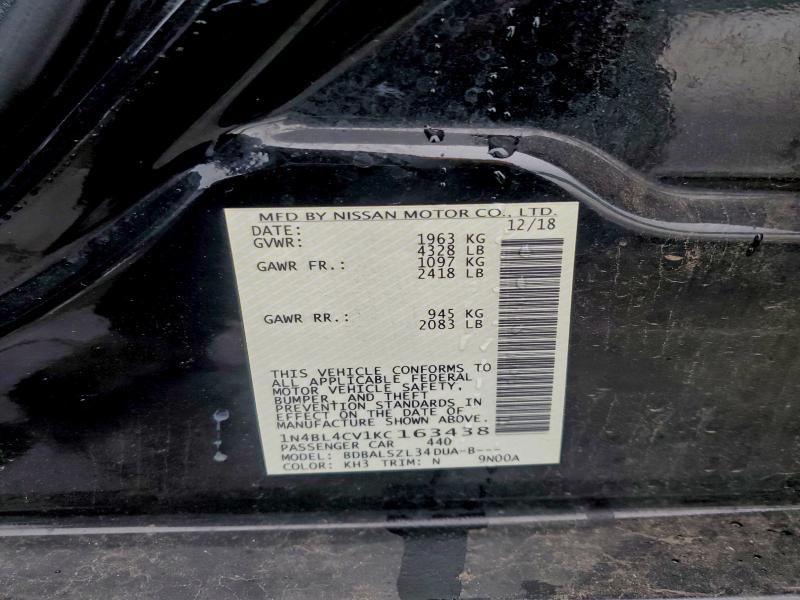 MFD BY NISSAN MOTOR CO., LTD.
DATE: 12/18
GVWR: 1963 KG
4328 LB
GAWR FR.: 1097 KG
2418 LB
GAWR RR.: 945 KG
2083 LB
THIS VEHICLE CONFORMS TO
ALL APPLICABLE FEDERAL
MOTOR VEHICLE SAFETY,
BUMPER, AND THEFT
PREVENTION STANDARDS IN
EFFECT ON THE DATE OF
MANUFACTURE SHOWN ABOVE.
1N4BL4CV1KC163438
PASSENGER CAR 440
MODEL: BDBALSZL34DUA-B---
COLOR: KH3 TRIM: N 9N00A